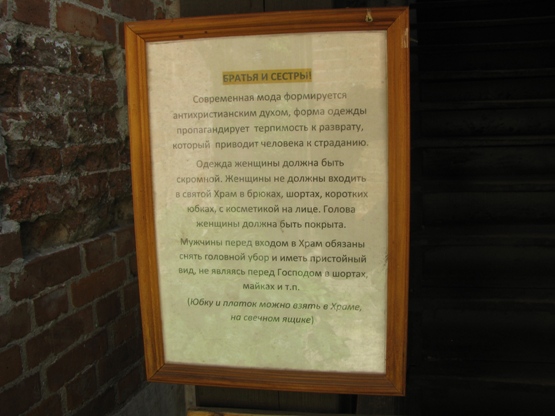 БРАТЬЯ И СЕСТРЫ!
Современная мода формируется
антихристианским духом, форма одежды
пропагандирует терпимость к разврату,
который приводит человека к страданию.
Одежда женщины должна быть
скромной. Женщины не должны входить
в святой Храм в брюках, шортах, коротких
юбках, с косметикой на лице. Голова
женщины должна быть покрыта.
Мужчины перед входом в Храм обязаны
снять головной убор и иметь пристойный
вид, не являясь перед Господом в шортах,
майках и т.п.
(Юбку и платок можно взять в Храме,
на свечном ящике)